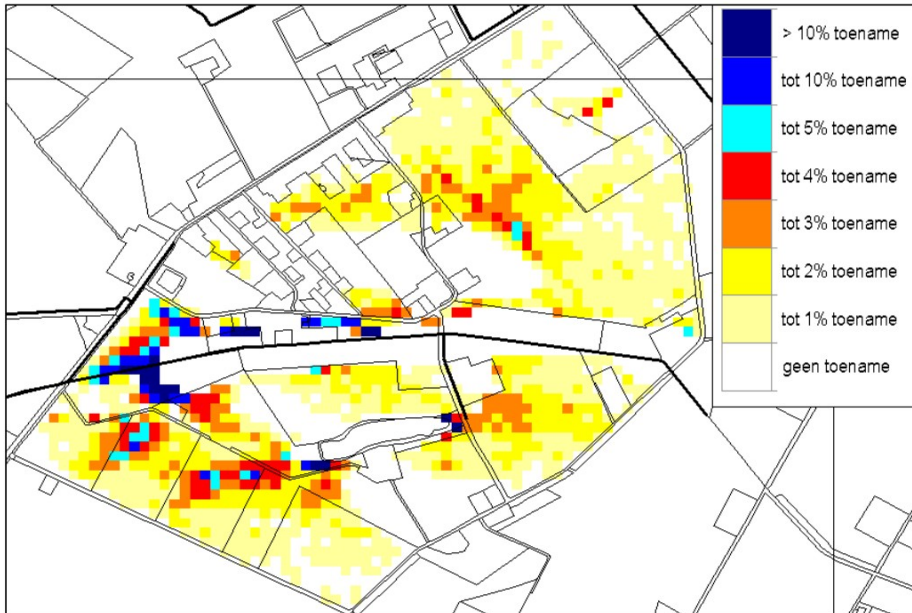 > 10% toename
tot 10% toename
tot 5% toename
tot 4% toename
tot 3% toename
tot 2% toename
tot 1% toename
geen toename